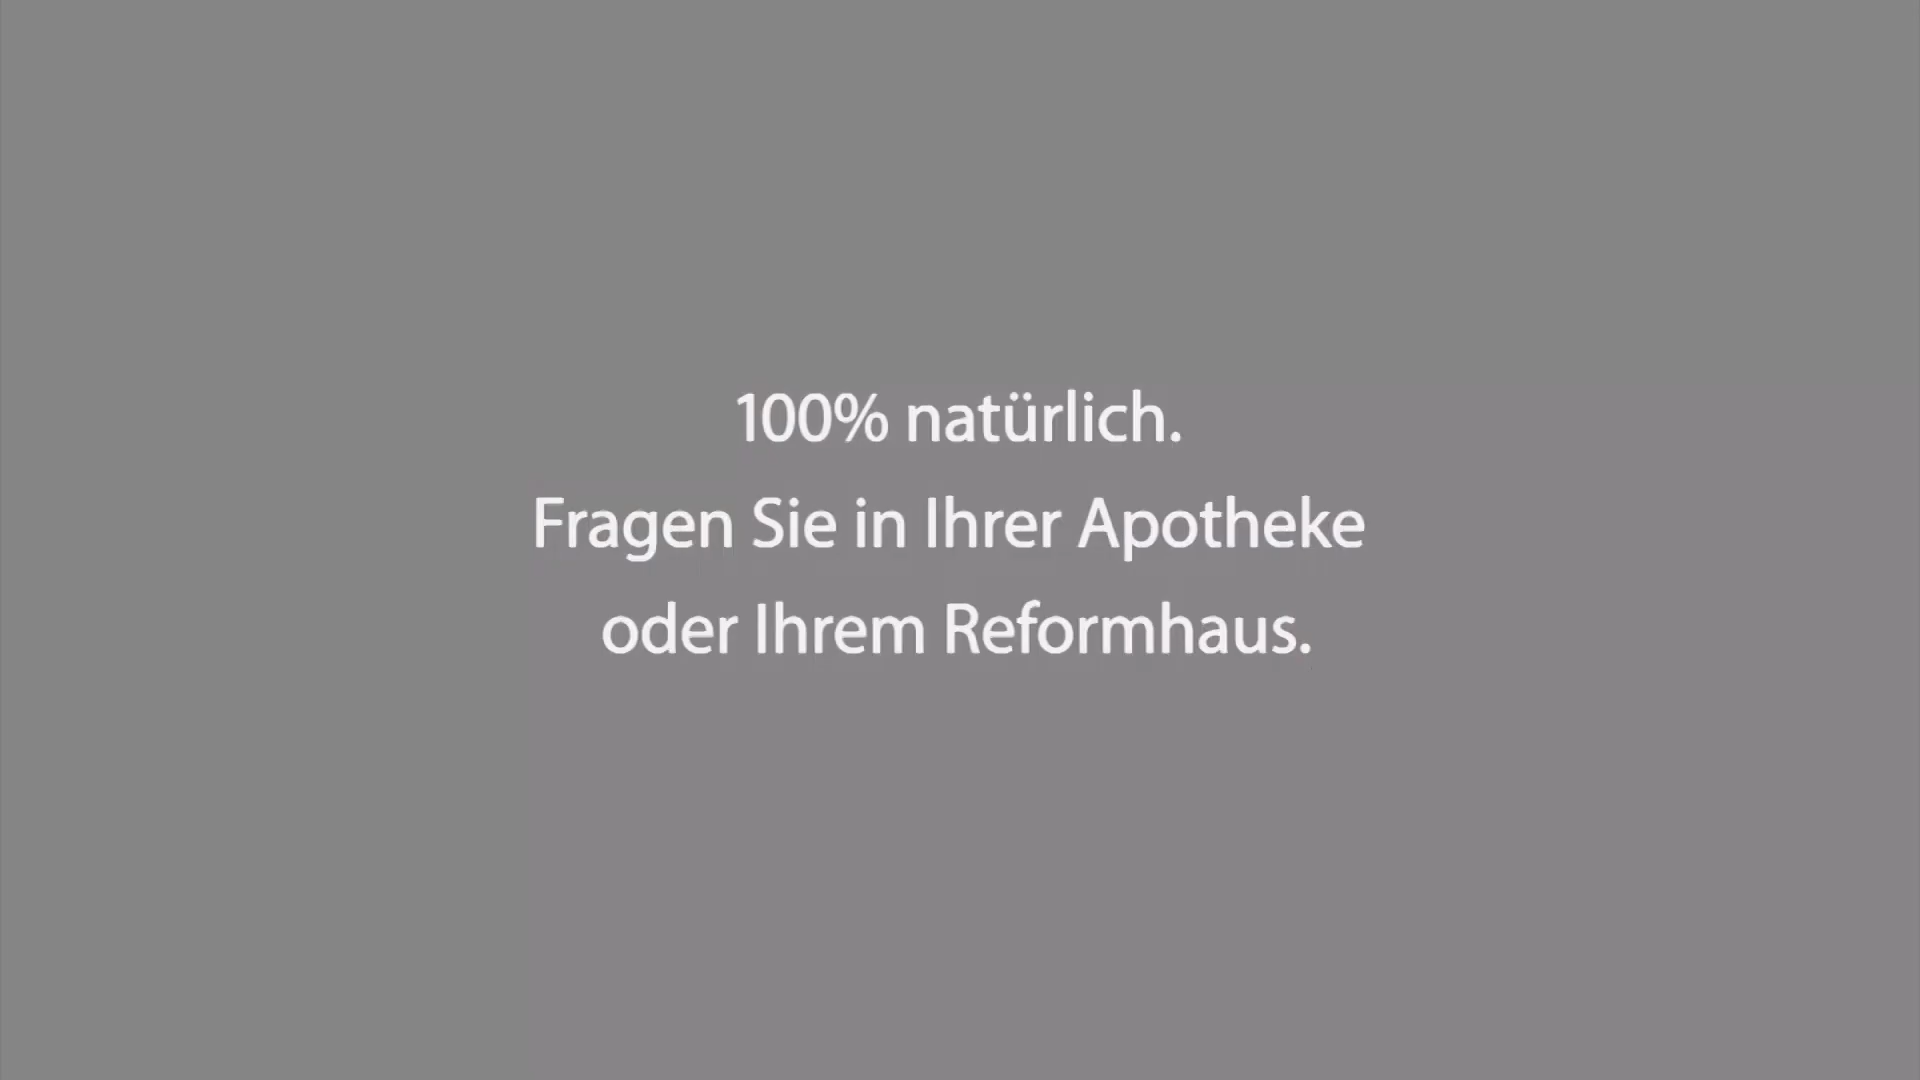 100% natürlich.
Fragen Sie in Ihrer Apotheke
oder Ihrem Reformhaus.